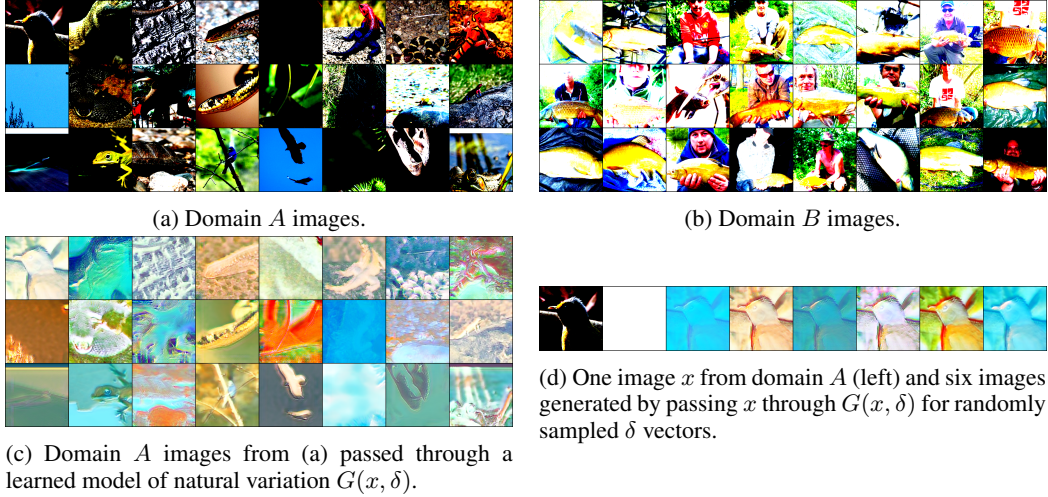 (a) Domain A images.
(b) Domain B images.
(c) Domain A images from (a) passed through a
learned model of natural variation G(x, δ).
(d) One image x from domain A (left) and six images
generated by passing x through G(x, δ) for randomly
sampled δ vectors.